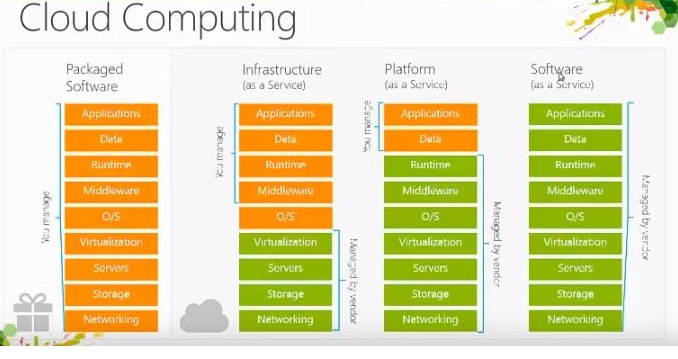 Cloud Computing
Packaged
Software
Applications
Data
Runtime
Middleware
O/S
Virtualization
Servers
Storage
Networking
You manage
Infrastructure
(as a Service)
Applications
Data
Runtime
Middleware
O/S
Virtualization
Servers
Storage
Networking
You manage
Managed by vendor
Platform
(as a Service)
Applications
Data
Runtime
Middleware
O/S
Virtualization
Servers
Storage
Networking
You manage
Managed by vendor
Software
(as a Service)
Applications
Data
Runtime
Middleware
O/S
Virtualization
Servers
Storage
Networking
Managed by vendor